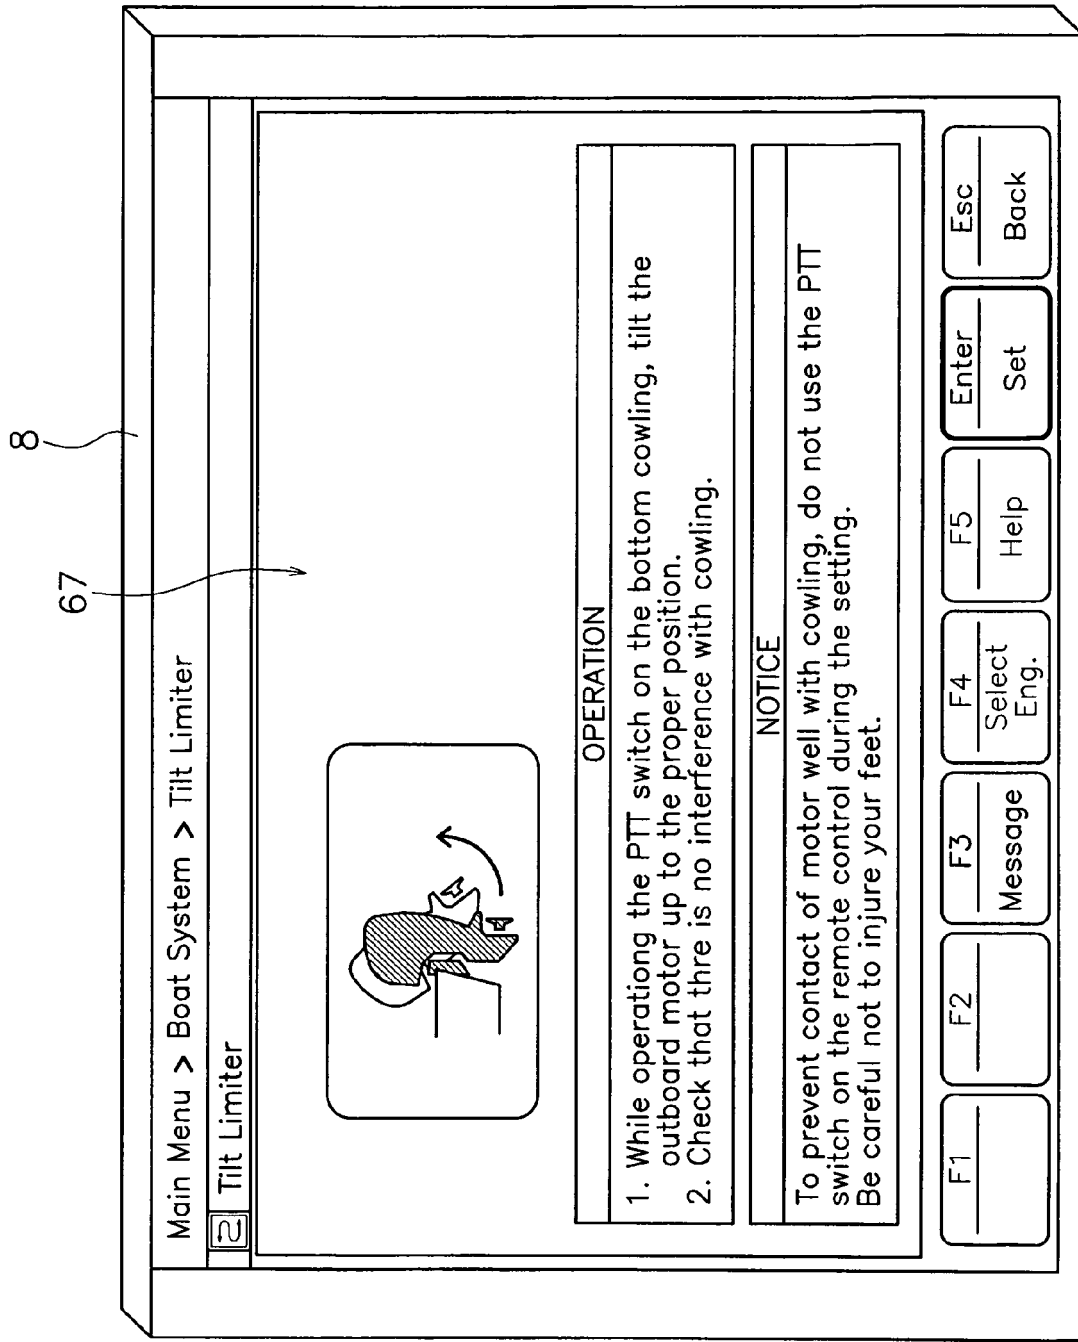 8
67
Main Menu > Boat System > Tilt Limiter
Tilt Limiter
OPERATION
1. While operationg the PTT switch on the bottom cowling, tilt the
outboard motor up to the proper position.
2. Check that thre is no interference with cowling.
NOTICE
To prevent contact of motor well with cowling, do not use the PTT
switch on the remote control during the setting.
Be careful not to injure your feet.
F1
F2
F3
Message
F4
Select
Eng.
F5
Help
Enter
Set
Esc
Back